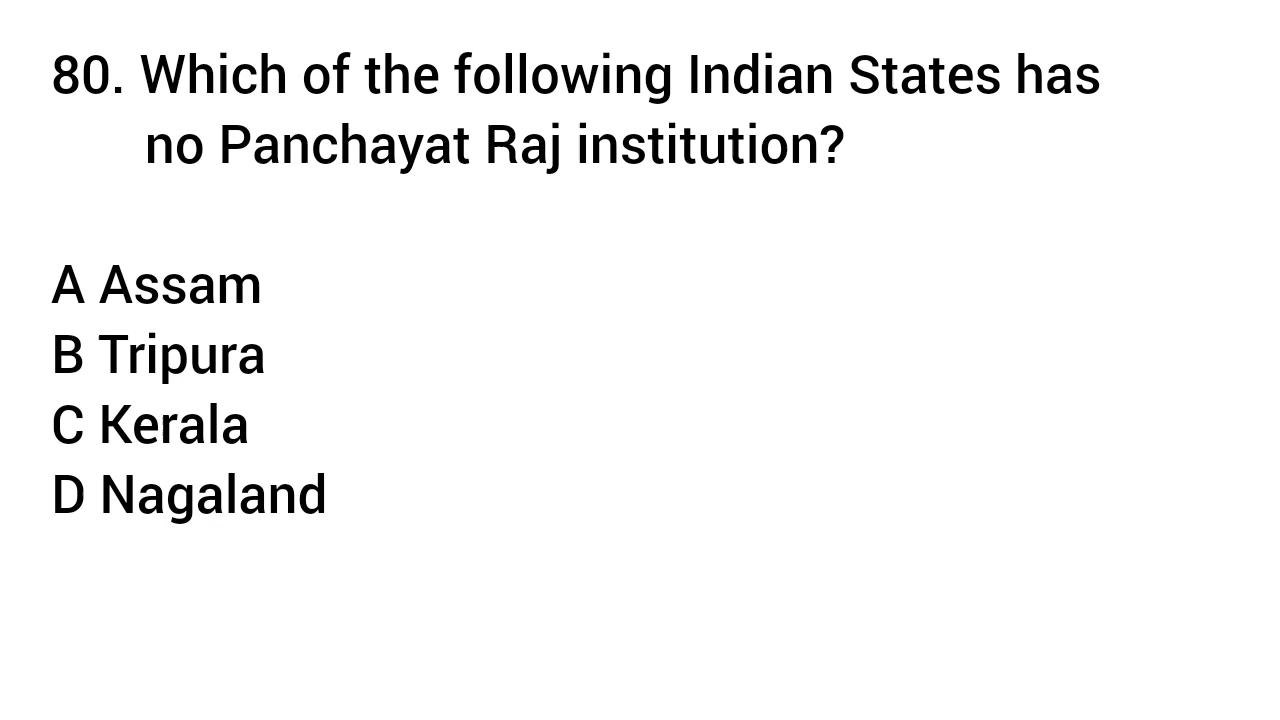 80. Which of the following Indian States has
no Panchayat Raj institution?
A Assam
B Tripura
C Kerala
D Nagaland